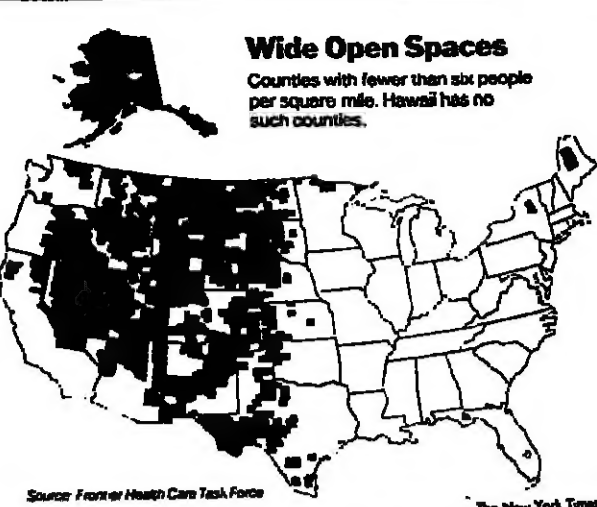 Wide Open Spaces
Counties with fewer than six people
per square mile. Hawaii has no
such counties.
Source: Frontier Health Care Task Force
The New York Times